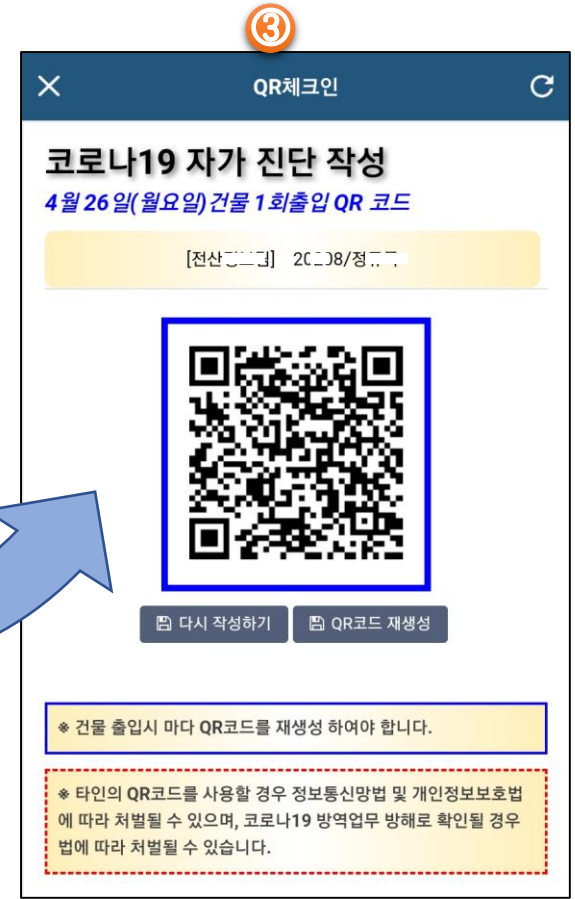 ③
QR체크인
코로나19 자가 진단 작성
4월 26일(월요일)건물 1회출입 QR 코드
[전산
다시 작성하기 QR코드 재생성
※ 건물 출입시 마다 QR코드를 재생성 하여야 합니다.
※ 타인의 QR코드를 사용할 경우 정보통신망법 및 개인정보보호법
에 따라 처벌될 수 있으며, 코로나19 방역업무 방해로 확인될 경우
법에 따라 처벌될 수 있습니다.